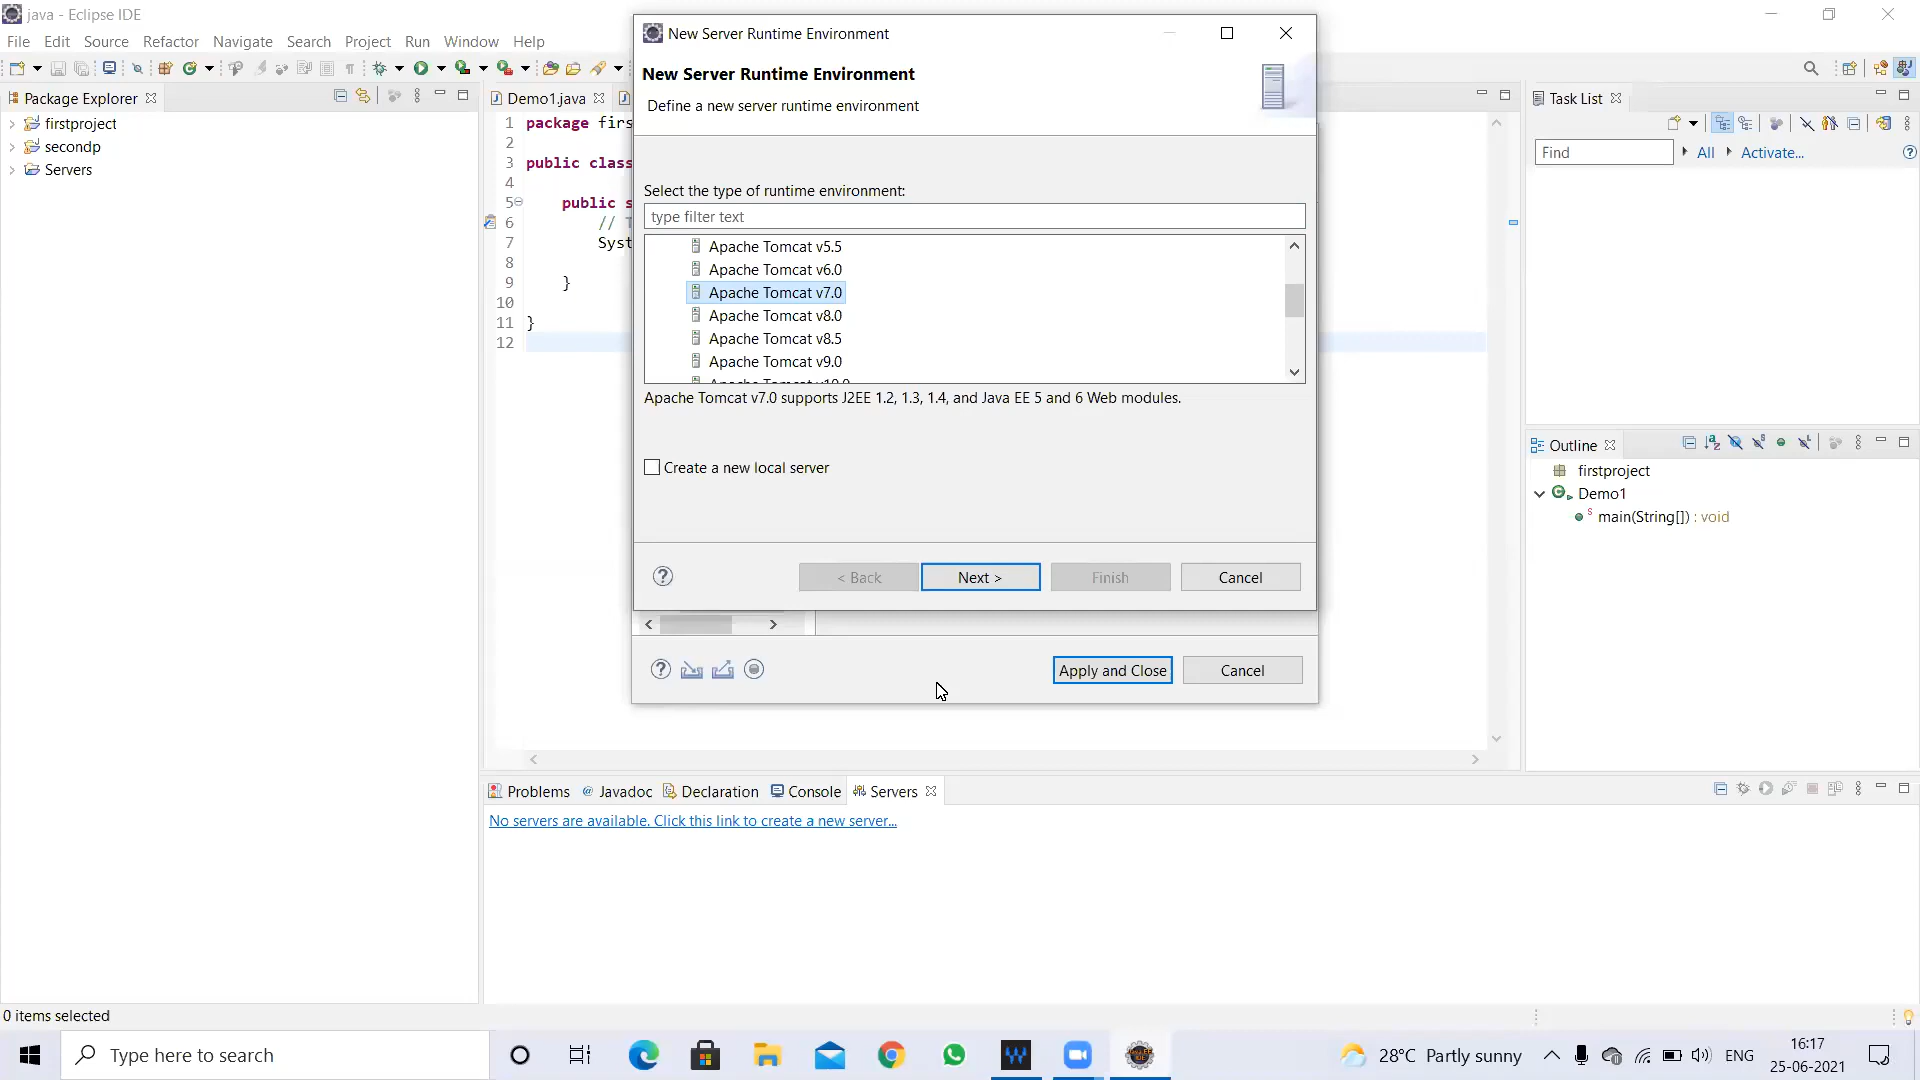 java - Eclipse IDE
File Edit Source Refactor Navigate Search Project Run Window Help
Package Explorer
firstproject
secondp
Servers
Demo1.java
1 package firs
2
3 public class
4
5 public s
6 // T
7 Syst
8
9 }
10
11 }
12
New Server Runtime Environment
New Server Runtime Environment
Define a new server runtime environment
Select the type of runtime environment:
type filter text
Apache Tomcat v5.5
Apache Tomcat v6.0
Apache Tomcat v7.0
Apache Tomcat v8.0
Apache Tomcat v8.5
Apache Tomcat v9.0
Apache Tomcat v10.0
Apache Tomcat v7.0 supports J2EE 1.2, 1.3, 1.4, and Java EE 5 and 6 Web modules.
Create a new local server
< Back Next > Finish Cancel
Apply and Close Cancel
Task List
Find All Activate...
Outline
firstproject
Demo1
main(String[]) : void
Problems @ Javadoc Declaration Console Servers
No servers are available. Click this link to create a new server...
0 items selected
Type here to search
28°C Partly sunny ENG 16:17
25-06-2021